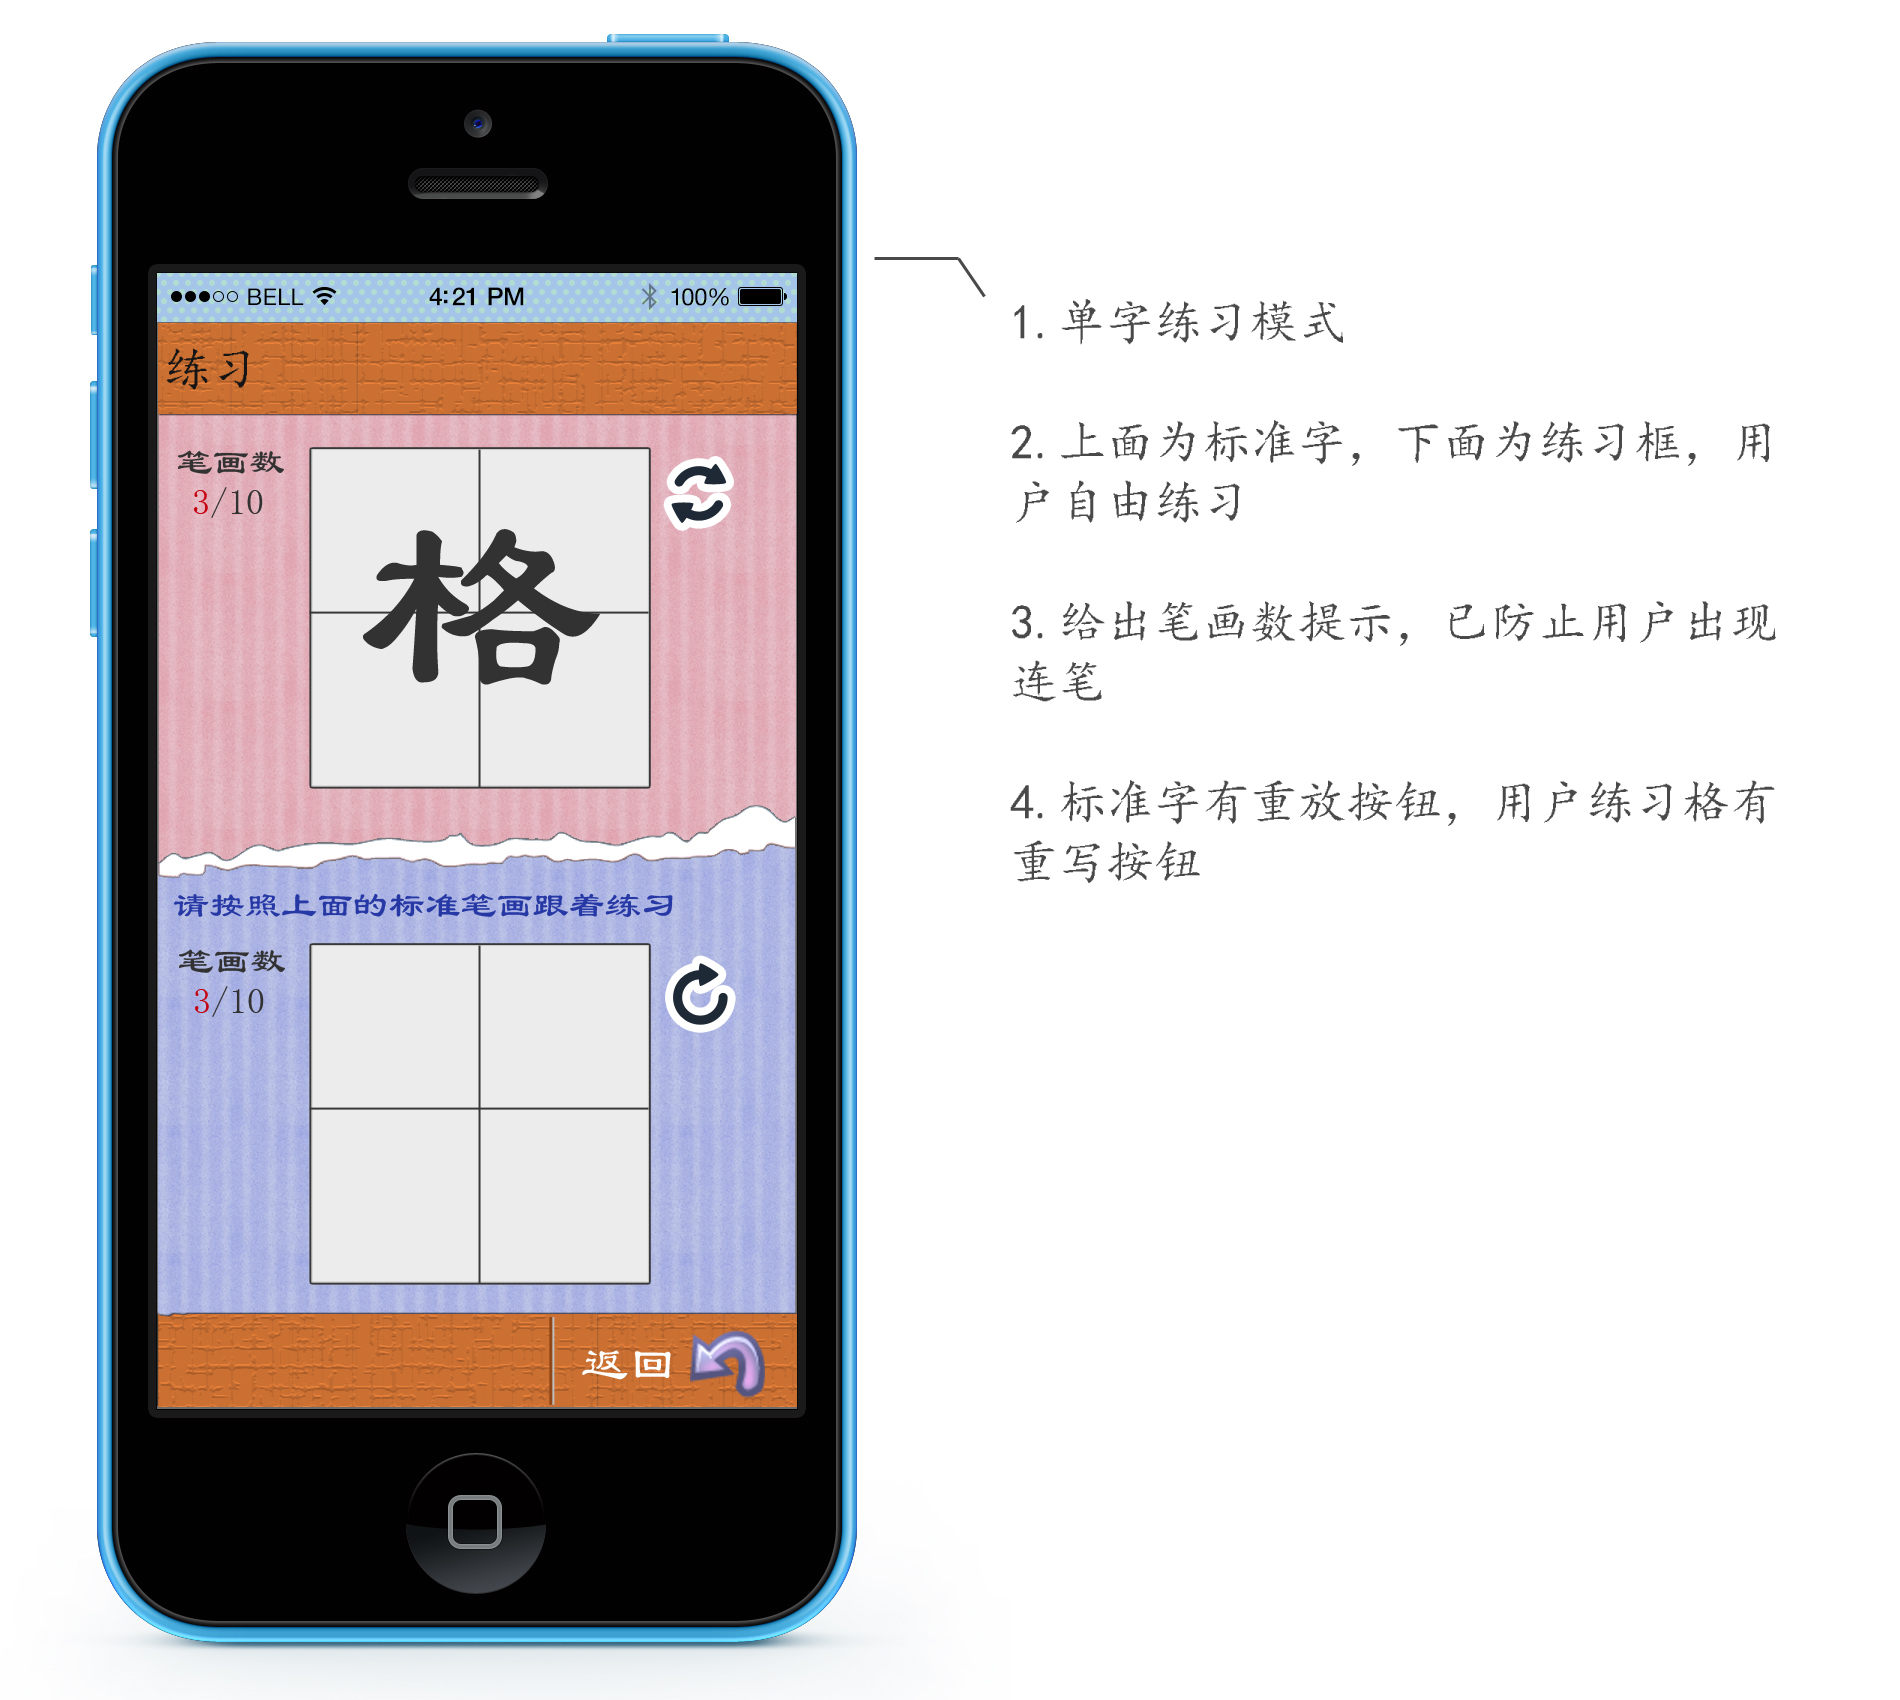 BELL 4:21 PM 100%
练习
笔画数
3/10
格
请按照上面的标准笔画跟着练习
笔画数
3/10
返回
1. 单字练习模式
2. 上面为标准字，下面为练习框，用
户自由练习
3. 给出笔画数提示，已防止用户出现
连笔
4. 标准字有重放按钮，用户练习格有
重写按钮